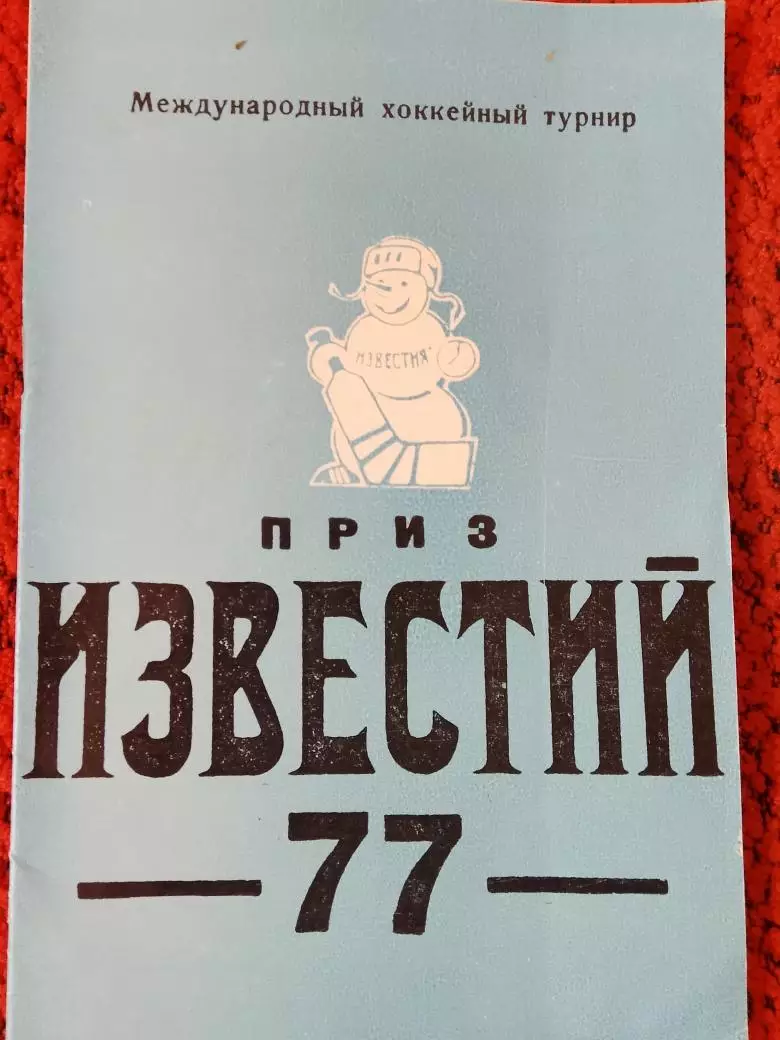 Международный хоккейный турнир
ИЗВЕСТИЯ
ПРИЗ
ИЗВЕСТИЙ
— 77 —